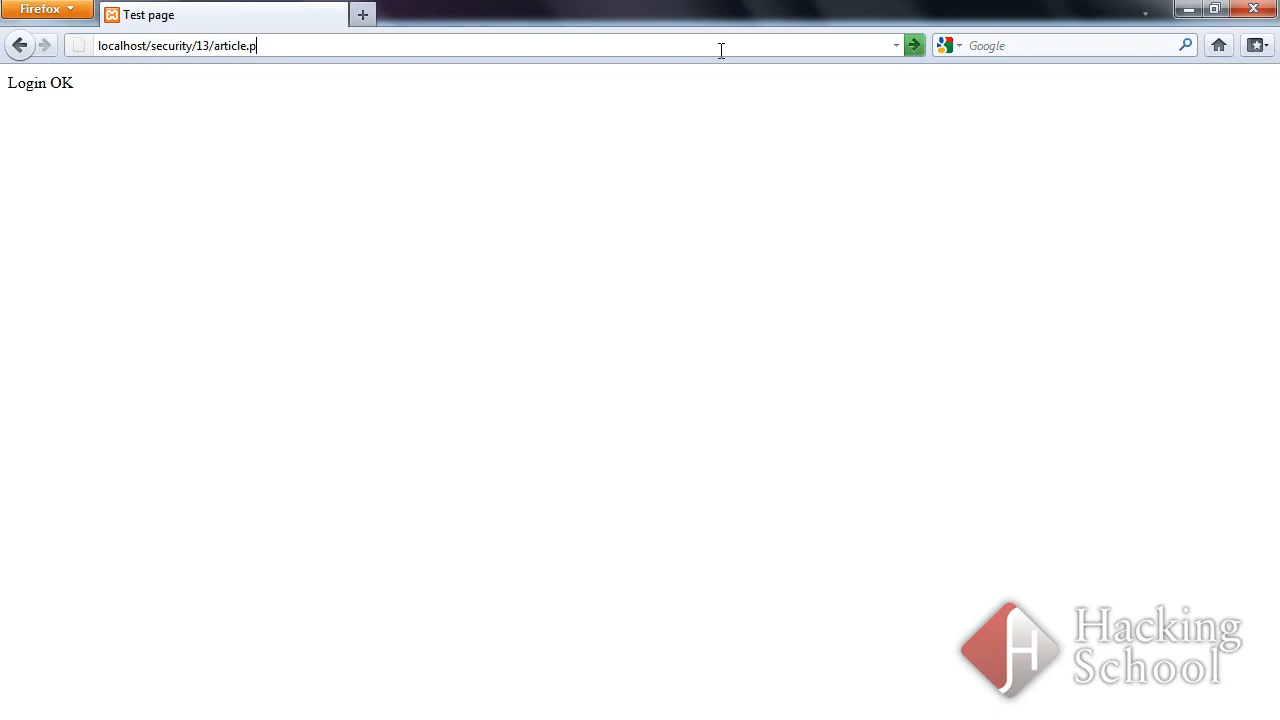 Firefox
Test page
localhost/security/13/article.p
Google
Login OK
Hacking
School